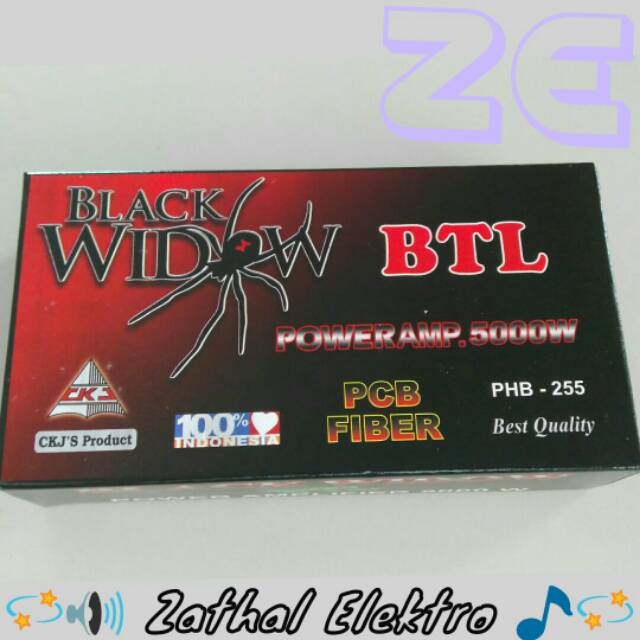 ZE
BLACK
WIDOW
BTL
POWERAMP.5000W
CKJ
CKJ'S Product
100%
INDONESIA
PCB
FIBER
PHB - 255
Best Quality
Zathal Elektro